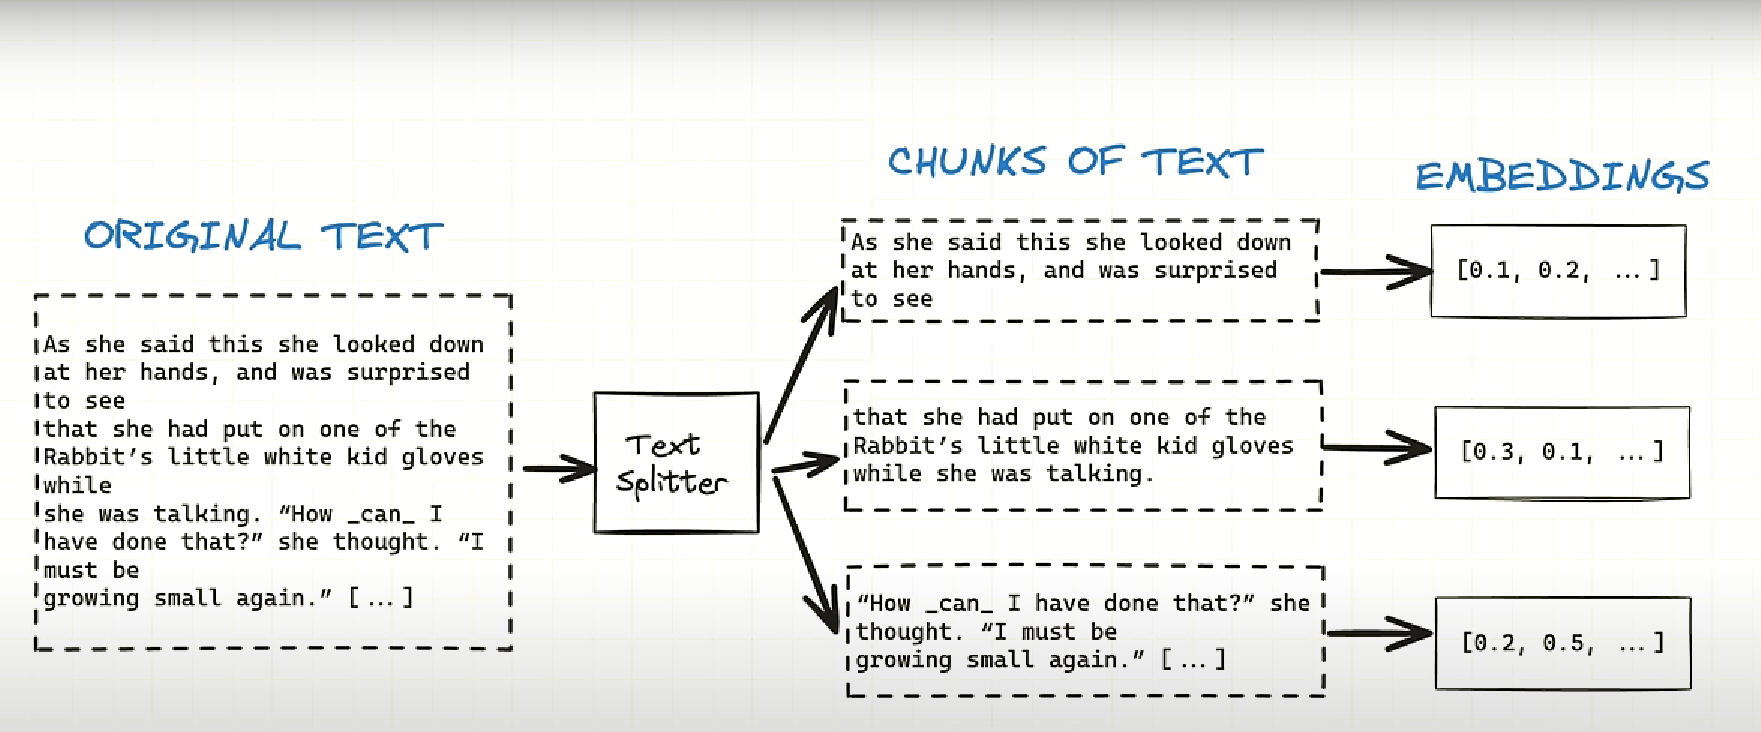 ORIGINAL TEXT
As she said this she looked down
at her hands, and was surprised
to see
that she had put on one of the
Rabbit’s little white kid gloves
while
she was talking. “How _can_ I
have done that?” she thought. “I
must be
growing small again.” [...]
Text
Splitter
CHUNKS OF TEXT
As she said this she looked down
at her hands, and was surprised
to see
that she had put on one of the
Rabbit’s little white kid gloves
while she was talking.
“How _can_ I have done that?” she
thought. “I must be
growing small again.” [...]
EMBEDDINGS
[0.1, 0.2, ...]
[0.3, 0.1, ...]
[0.2, 0.5, ...]